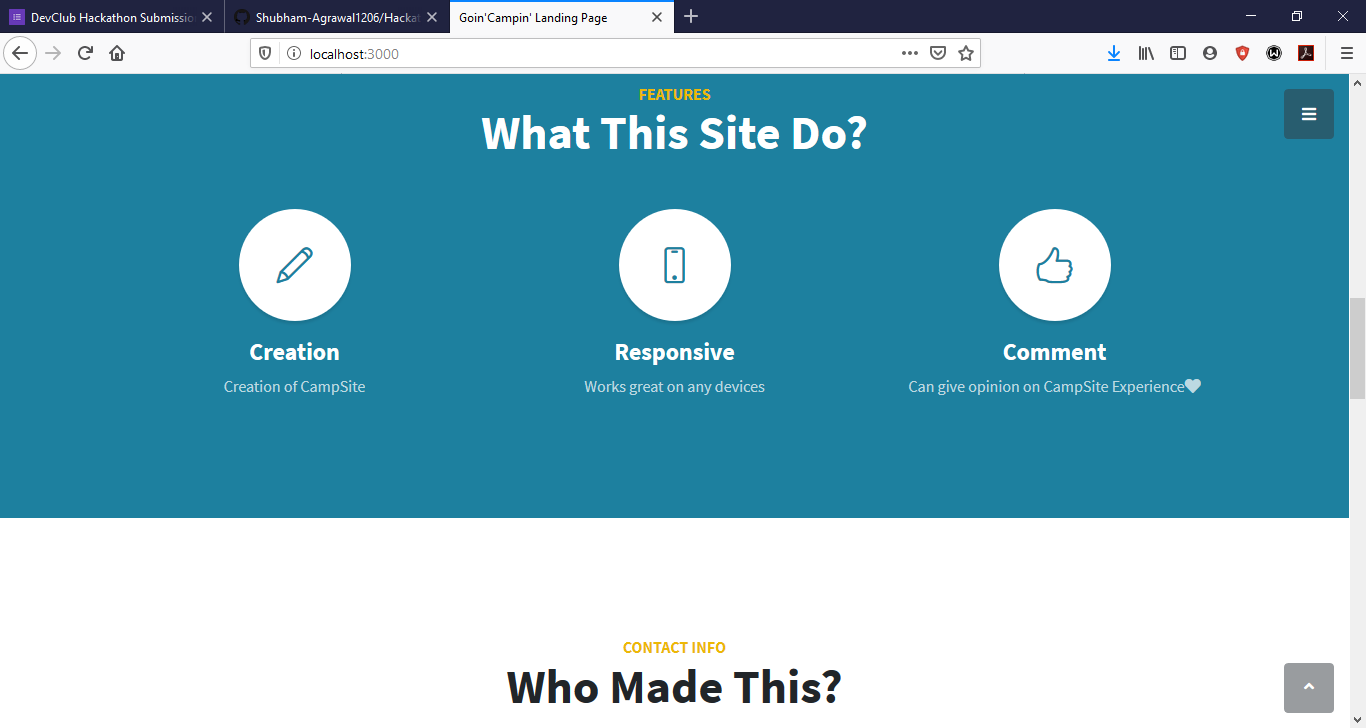 DevClub Hackathon Submissio
Shubham-Agrawal1206/Hackat
Goin'Campin' Landing Page
localhost:3000
FEATURES
What This Site Do?
Creation
Responsive
Comment
Creation of CampSite
Works great on any devices
Can give opinion on CampSite Experience
CONTACT INFO
Who Made This?